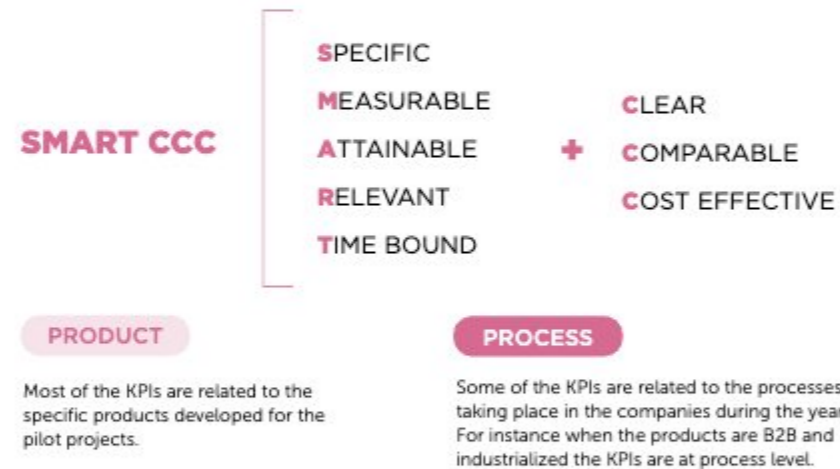 SMART CCC
SPECIFIC
MEASURABLE
ATTAINABLE
RELEVANT
TIME BOUND
+
CLEAR
COMPARABLE
COST EFFECTIVE
PRODUCT
Most of the KPIs are related to the
specific products developed for the
pilot projects.
PROCESS
Some of the KPIs are related to the processes
taking place in the companies during the year
For instance when the products are B2B and
industrialized the KPIs are at process level.